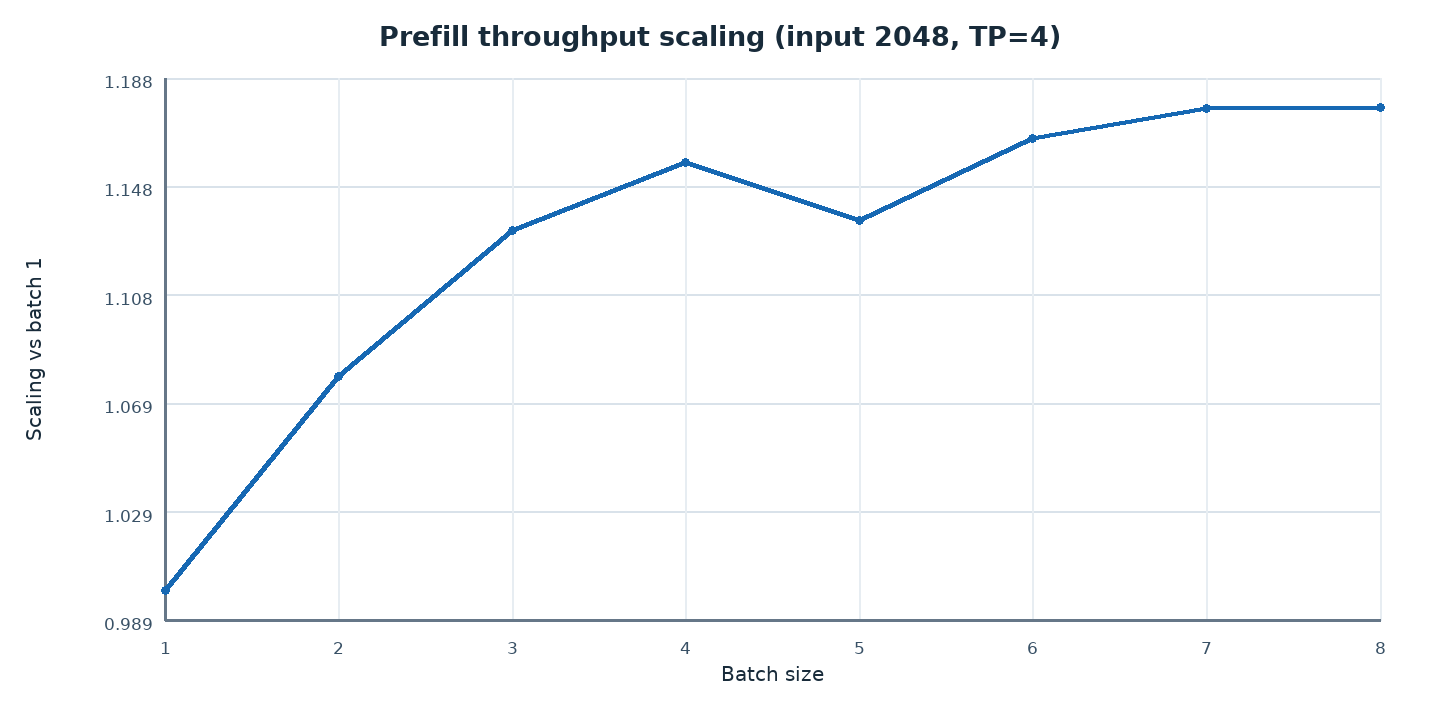 Prefill throughput scaling (input 2048, TP=4)
Scaling vs batch 1
1.188
1.148
1.108
1.069
1.029
0.989
1 2 3 4 5 6 7 8
Batch size